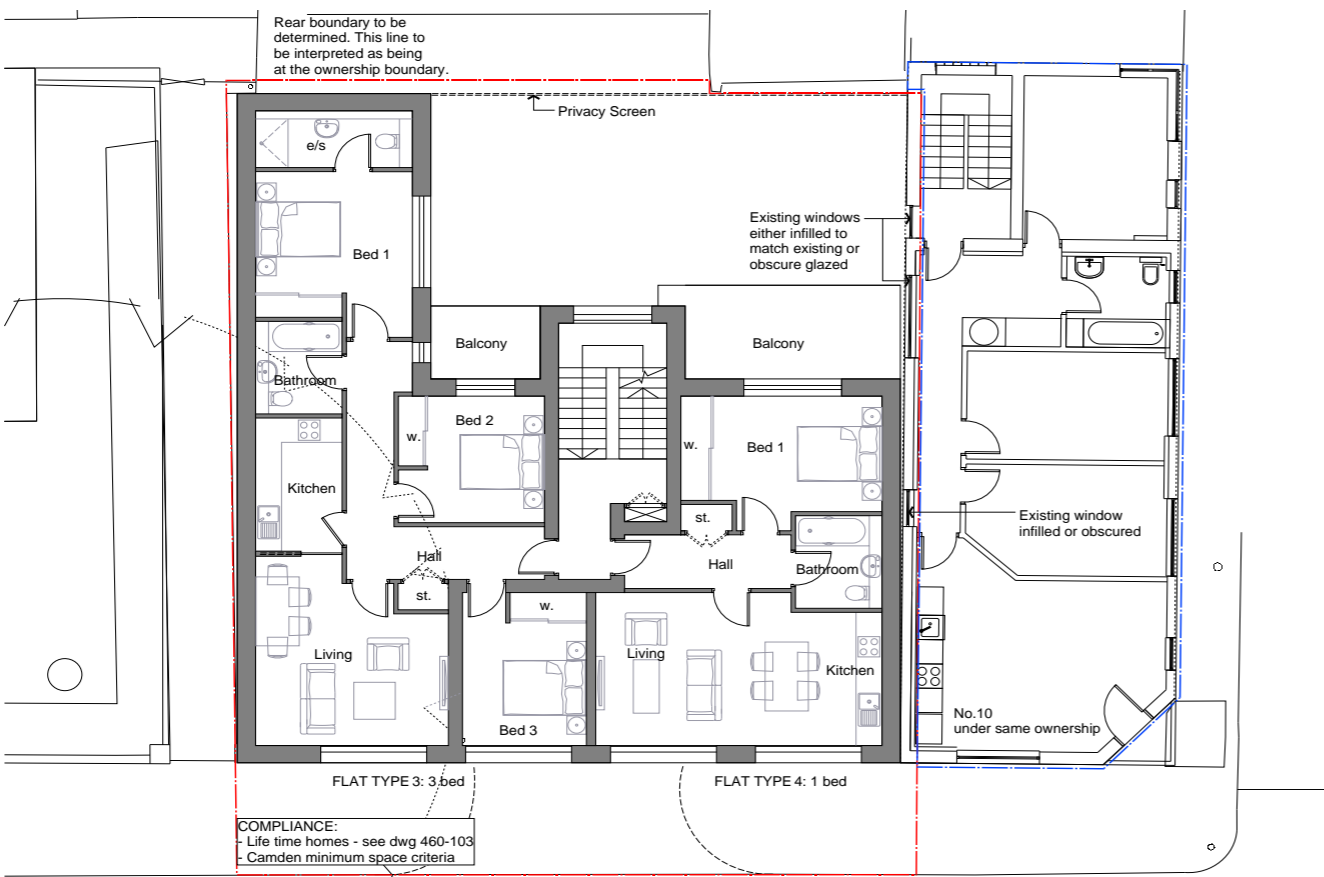 Rear boundary to be
determined. This line to
be interpreted as being
at the ownership boundary.
Privacy Screen
e/s
Bed 1
Existing windows
either infilled to
match existing or
obscure glazed
Balcony
Balcony
Bathroom
Bed 2
w.
w.
Bed 1
Kitchen
st.
Existing window
infilled or obscured
Hall
Hall
Bathroom
st.
w.
Living
Living
Kitchen
Bed 3
No.10
under same ownership
FLAT TYPE 3: 3 bed
FLAT TYPE 4: 1 bed
COMPLIANCE:
- Life time homes - see dwg 460-103
- Camden minimum space criteria